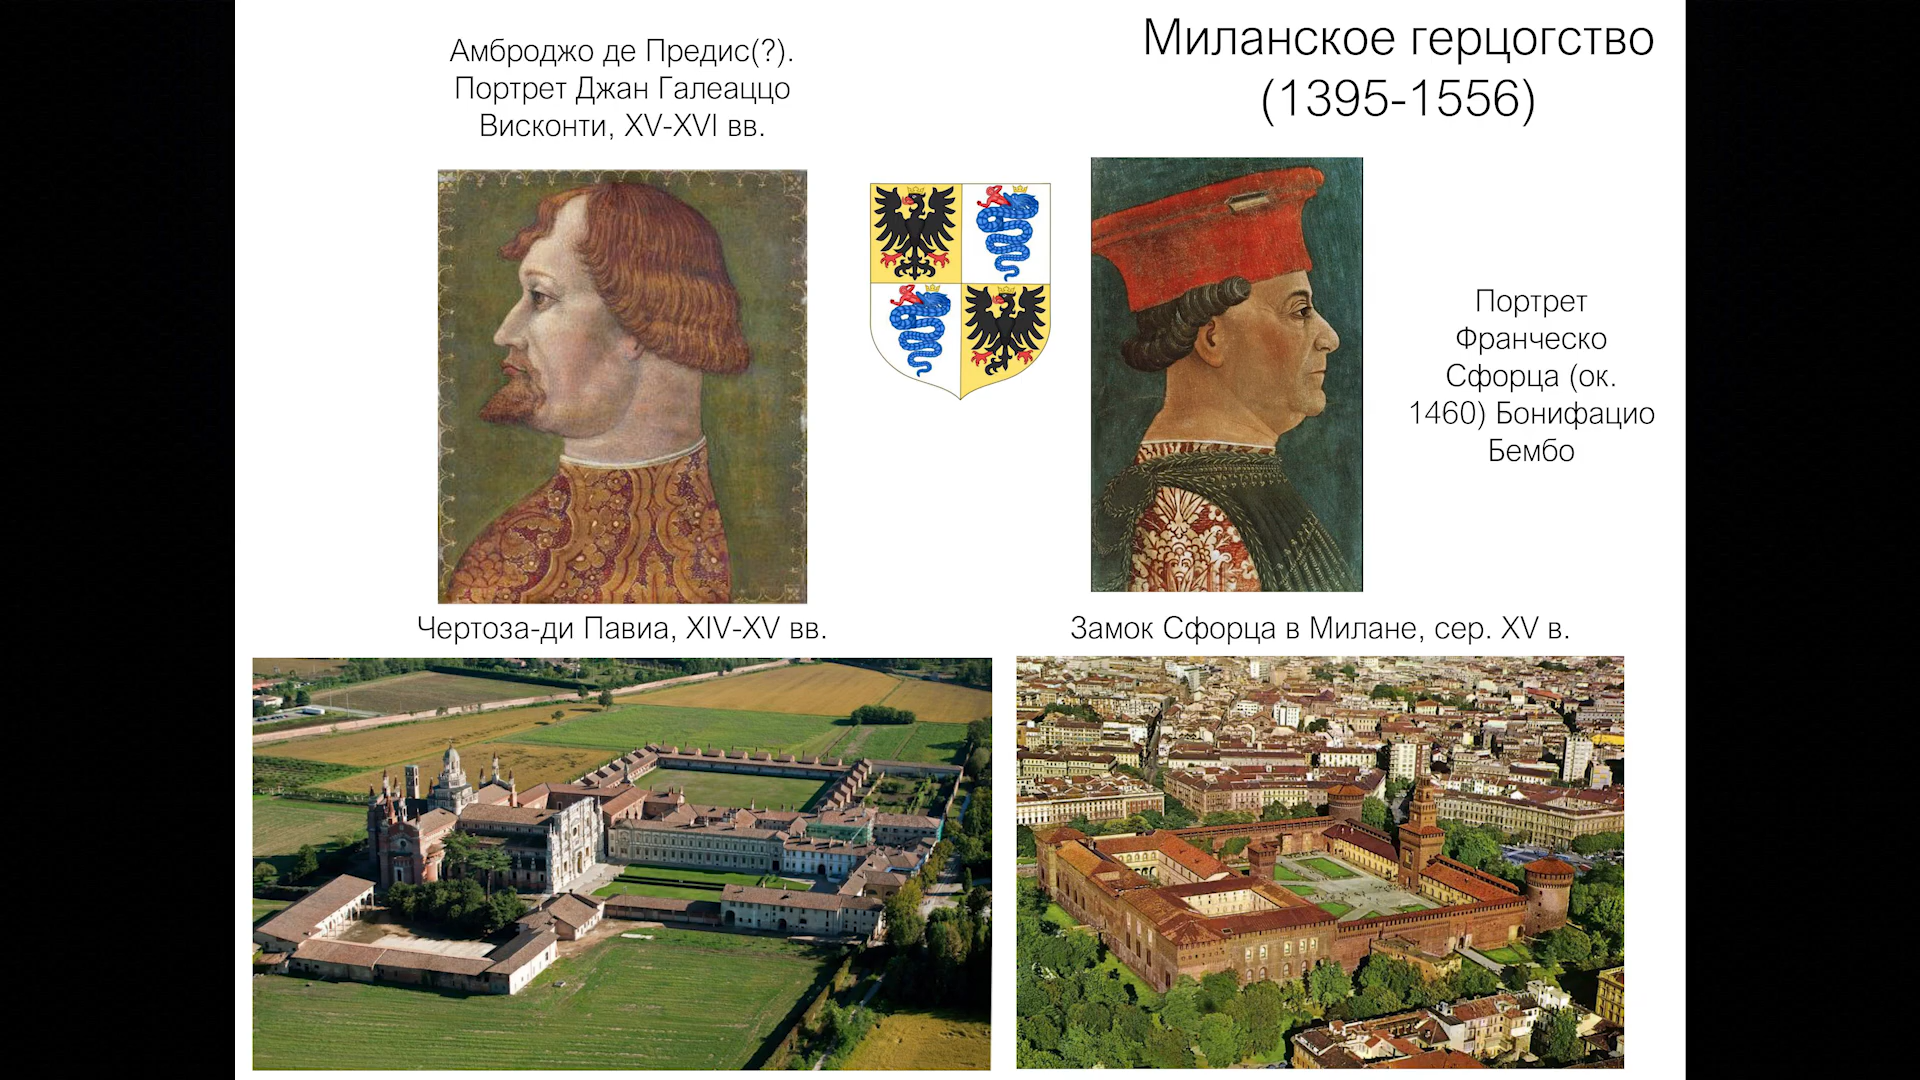 Миланское герцогство
(1395-1556)
Амброджо де Предис(?).
Портрет Джан Галеаццо
Висконти, XV-XVI вв.
Портрет
Франческо
Сфорца (ок.
1460) Бонифацио
Бембо
Чертоза-ди Павиа, XIV-XV вв.
Замок Сфорца в Милане, сер. XV в.